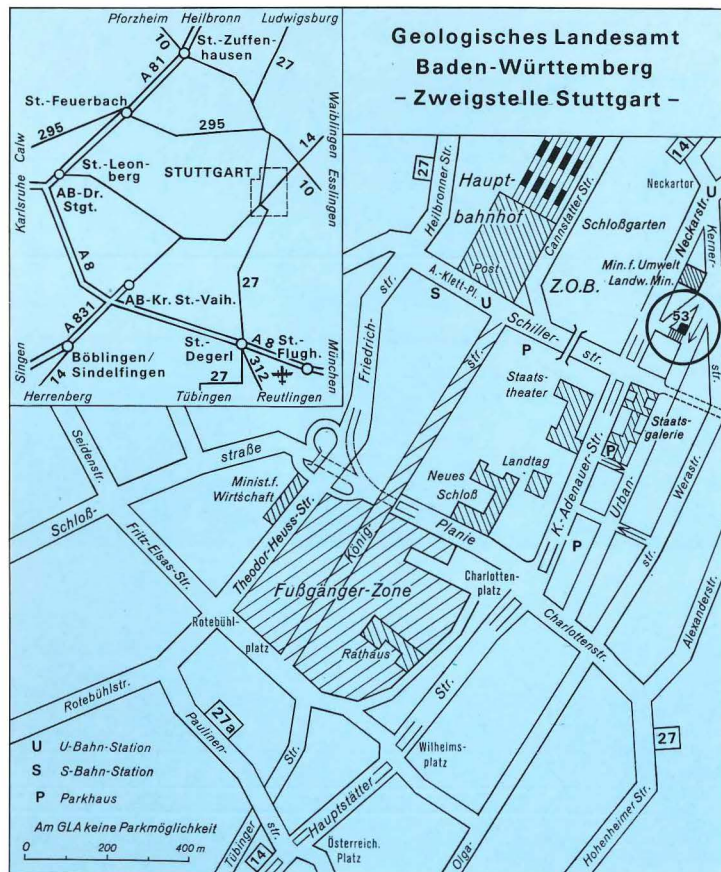 Geologisches Landesamt
Baden-Württemberg
– Zweigstelle Stuttgart –
Pforzheim
Heilbronn
Ludwigsburg
10
St.-Zuffen-
hausen
27
A 81
St.-Feuerbach
295
295
Calw
14
Waiblingen
St.-Leon-
berg
STUTTGART
10
Esslingen
Karlsruhe
AB-Dr.
Stgt.
A 8
27
A 831
AB-Kr. St.-Vaih.
Singen
Böblingen/
Sindelfingen
St.-
Degerl
A 8
St.-
Flugh.
München
14
27
312
Herrenberg
Tübingen
Reutlingen
27
Heilbronner Str.
Haupt-
bahnhof
Cannstatter Str.
14
Neckartor
U
Schloßgarten
Neckarstr.
Kerner-
str.
Post
A.-Klett-Pl.
Z.O.B.
Min. f. Umwelt
Landw. Min.
53
S
U
Schiller-
str.
P
Friedrich-
str.
König-
str.
Staats-
theater
Staats-
galerie
P
Seidenstr.
straße
Schloß-
Minist. f.
Wirtschaft
Neues
Schloß
Landtag
K.-Adenauer-Str.
Urban-
str.
Werastr.
P
Planie
Fritz-Elsas-Str.
Theodor-Heuss-Str.
Fußgänger-Zone
Charlotten-
platz
Charlottenstr.
Alexanderstr.
Rotebühl-
platz
Rathaus
Rotebühlstr.
27a
Paulinen-
str.
Str.
Wilhelms-
platz
27
U U-Bahn-Station
S S-Bahn-Station
P Parkhaus
Am GLA keine Parkmöglichkeit
0 200 400 m
Tübinger
Str.
14
Hauptstätter
Str.
Österreich.
Platz
Olga-
Hohenheimer Str.